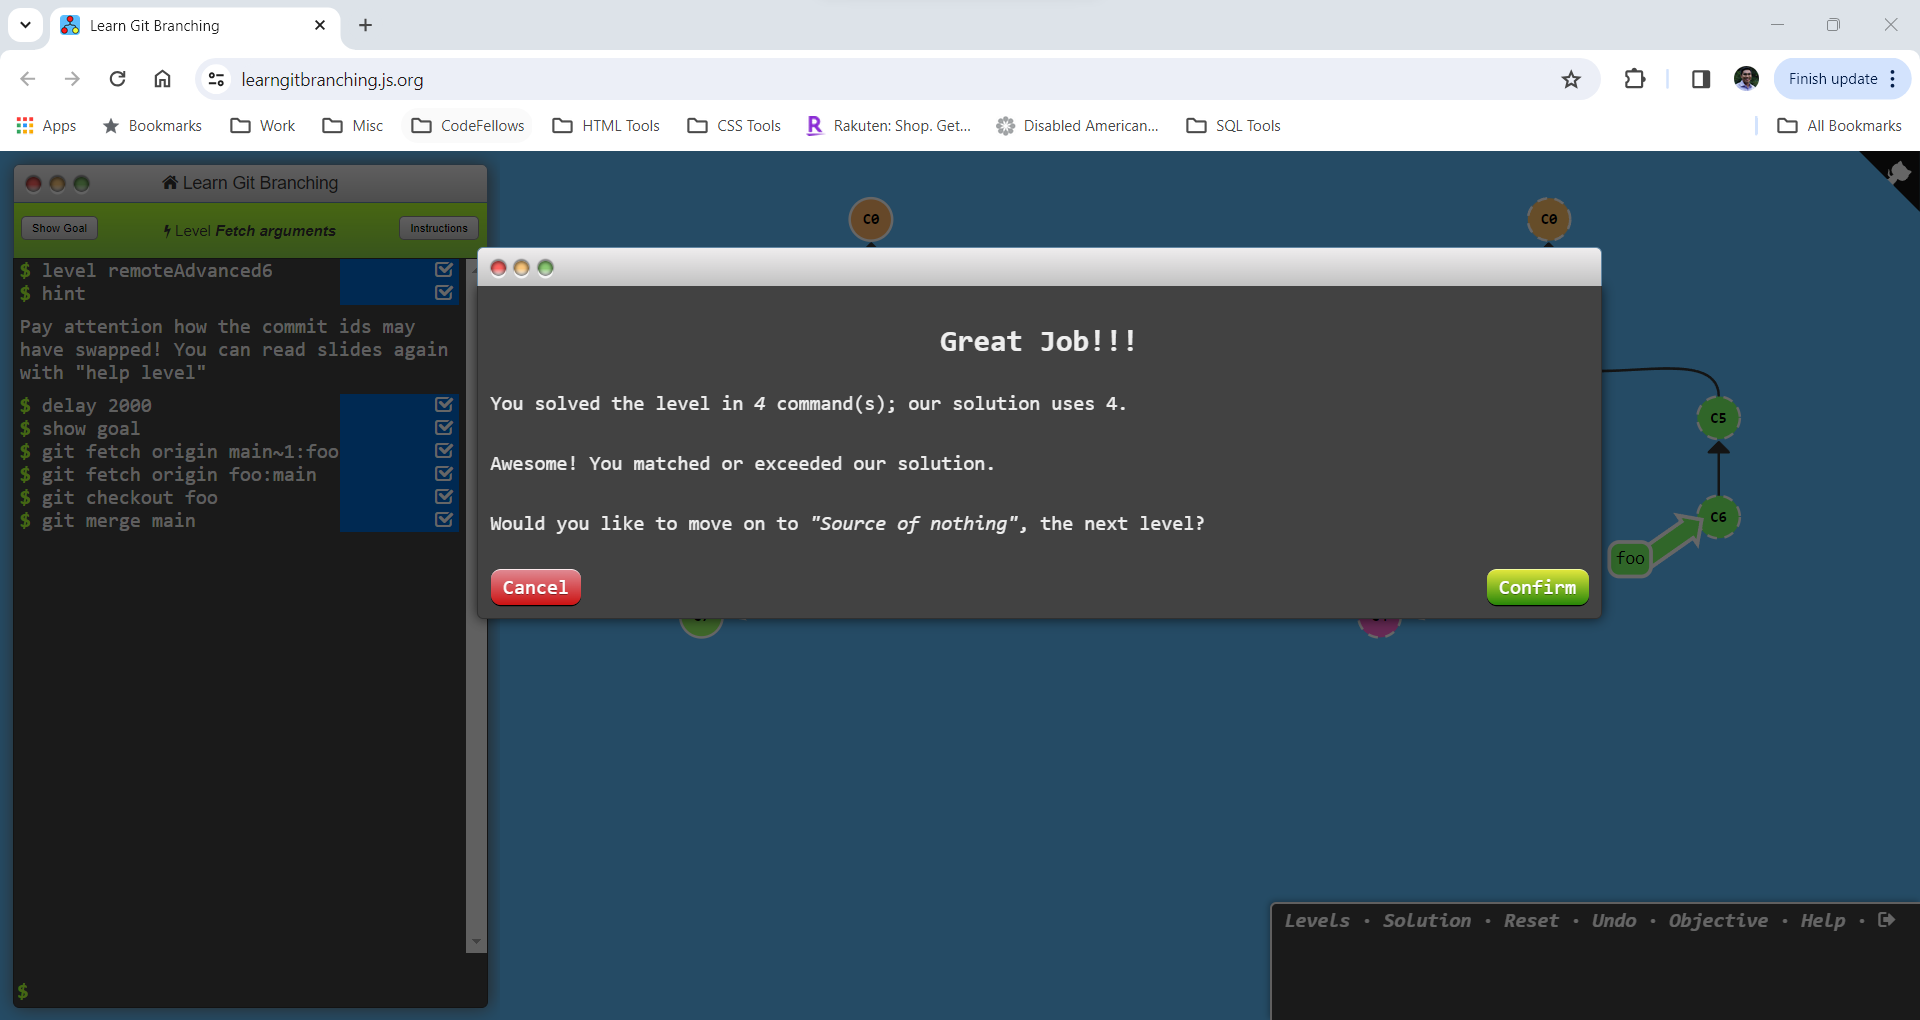 Learn Git Branching
learngitbranching.js.org
Finish update
Apps
Bookmarks
Work
Misc
CodeFellows
HTML Tools
CSS Tools
Rakuten: Shop. Get...
Disabled American...
SQL Tools
All Bookmarks
Learn Git Branching
Show Goal
Level Fetch arguments
Instructions
$ level remoteAdvanced6
$ hint
Pay attention how the commit ids may
have swapped! You can read slides again
with "help level"
$ delay 2000
$ show goal
$ git fetch origin main~1:foo
$ git fetch origin foo:main
$ git checkout foo
$ git merge main
$
C0
C0
Great Job!!!
You solved the level in 4 command(s); our solution uses 4.
Awesome! You matched or exceeded our solution.
Would you like to move on to "Source of nothing", the next level?
Cancel
Confirm
C5
C6
foo
Levels · Solution · Reset · Undo · Objective · Help ·